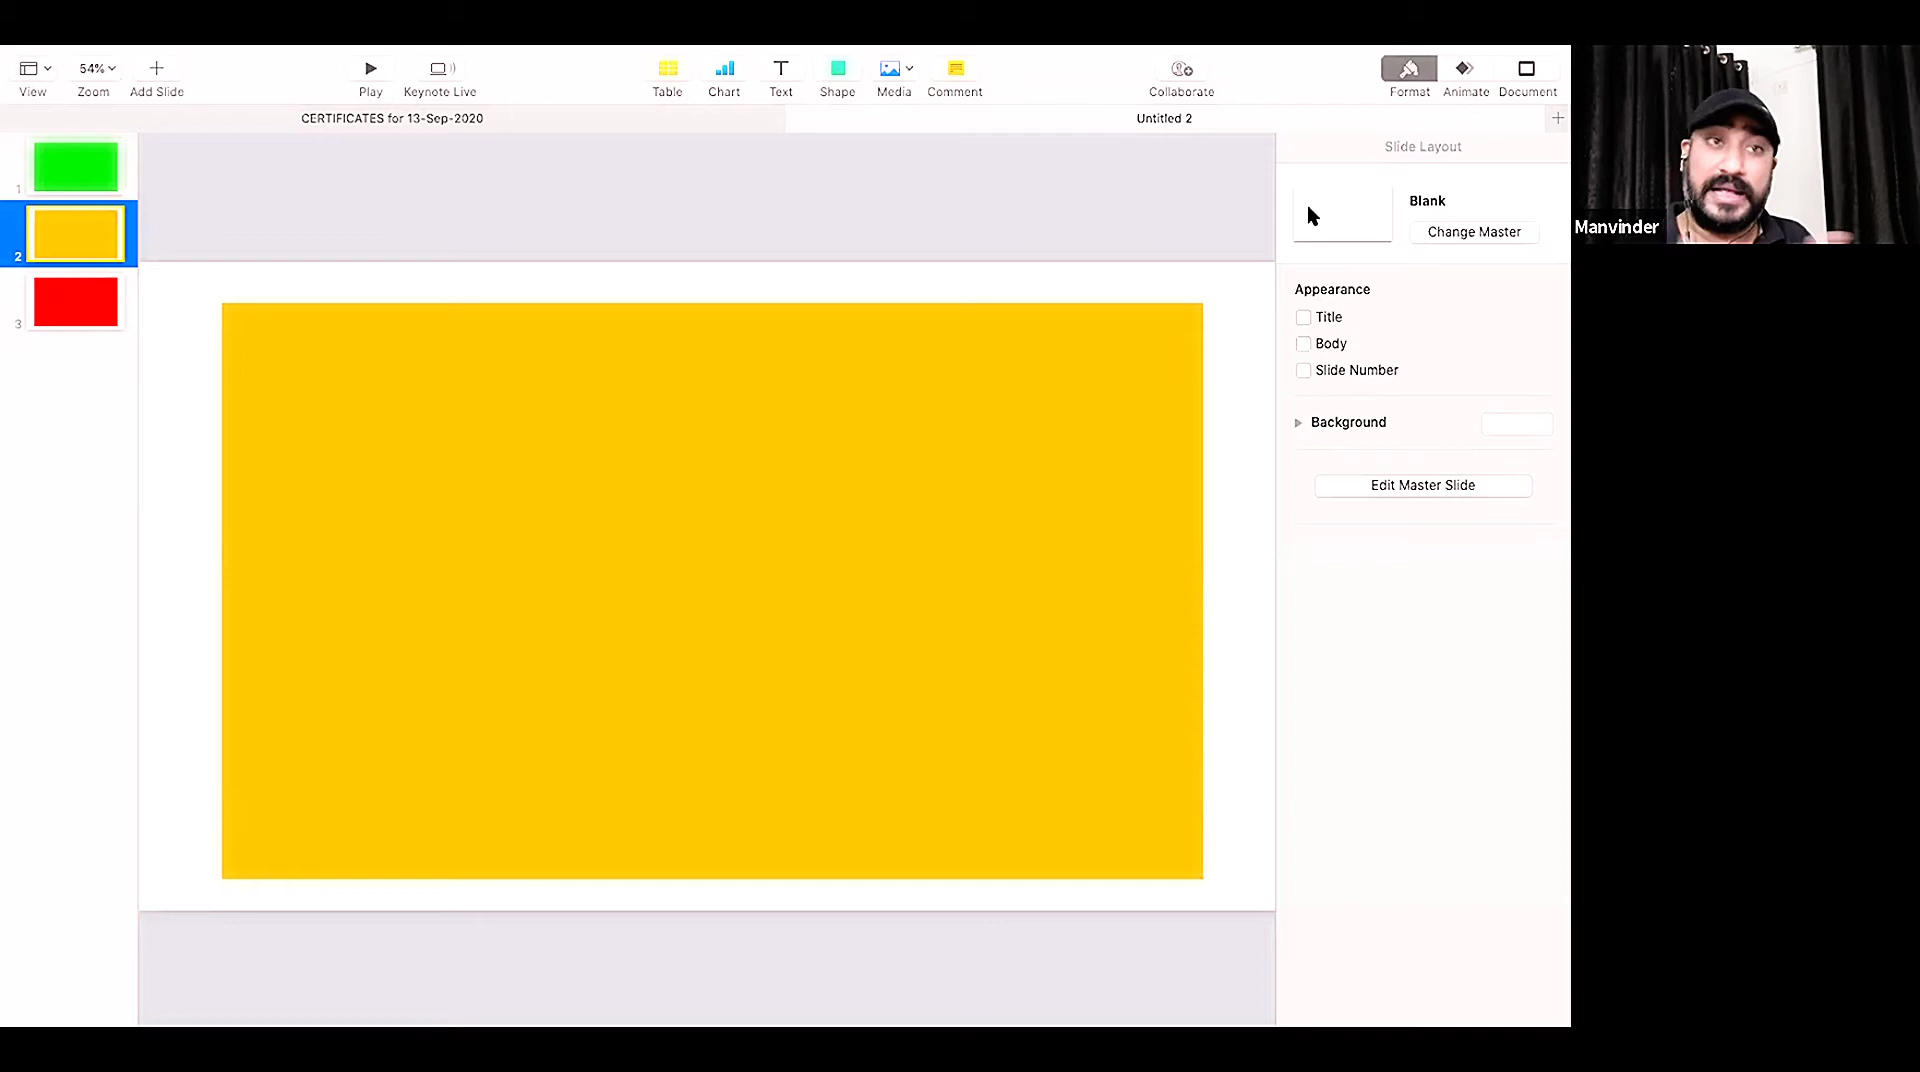 54%
View Zoom Add Slide Play Keynote Live Table Chart Text Shape Media Comment Collaborate Format Animate Document
CERTIFICATES for 13-Sep-2020 Untitled 2
Slide Layout
1
2
3
Blank
Change Master
Appearance
Title
Body
Slide Number
Background
Edit Master Slide
Manvinder